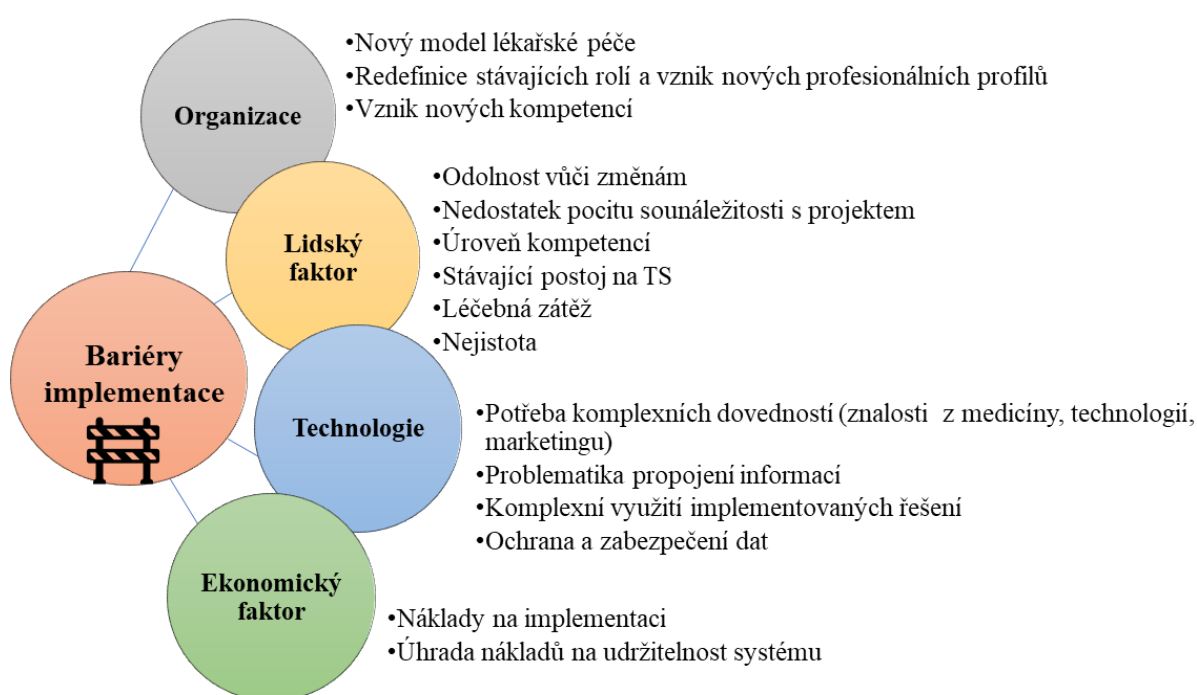 Organizace
•Nový model lékařské péče
•Redefinice stávajících rolí a vznik nových profesionálních profilů
•Vznik nových kompetencí
Lidský
faktor
•Odolnost vůči změnám
•Nedostatek pocitu sounáležitosti s projektem
•Úroveň kompetencí
•Stávající postoj na TS
•Léčebná zátěž
•Nejistota
Bariéry
implementace
Technologie
•Potřeba komplexních dovedností (znalosti z medicíny, technologií,
marketingu)
•Problematika propojení informací
•Komplexní využití implementovaných řešení
•Ochrana a zabezpečení dat
Ekonomický
faktor
•Náklady na implementaci
•Úhrada nákladů na udržitelnost systému